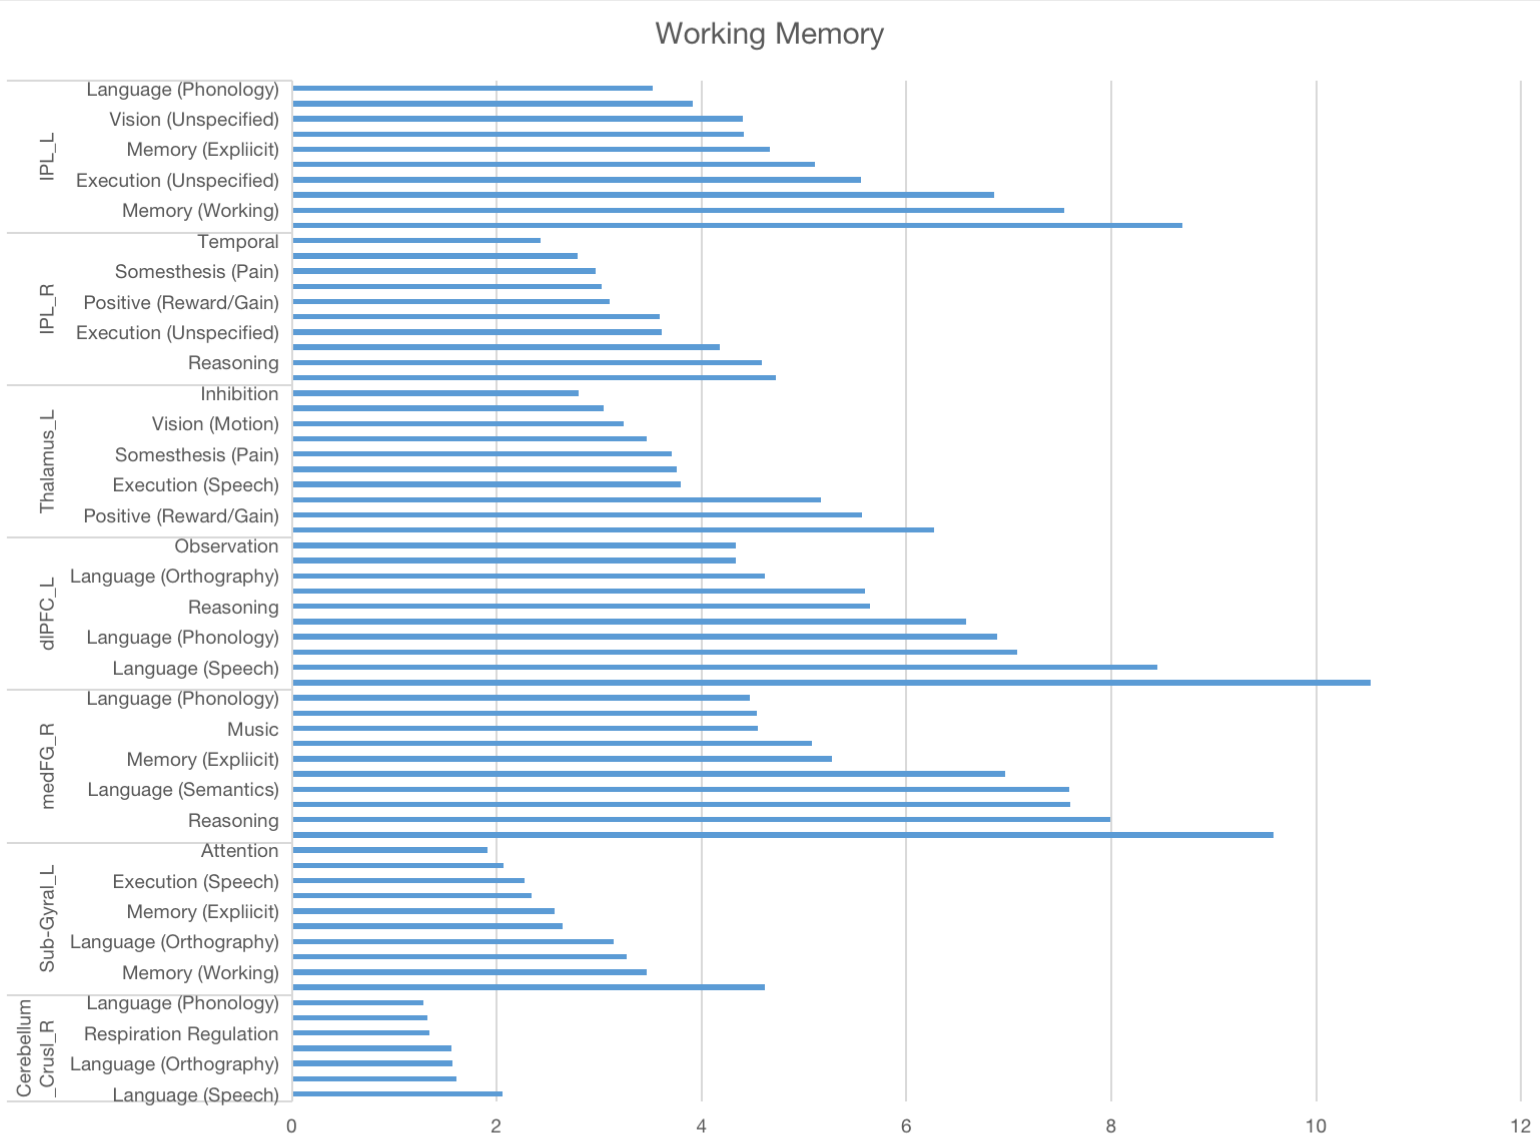 Working Memory
IPL_L
Language (Phonology)
Vision (Unspecified)
Memory (Expliicit)
Execution (Unspecified)
Memory (Working)
IPL_R
Temporal
Somesthesis (Pain)
Positive (Reward/Gain)
Execution (Unspecified)
Reasoning
Thalamus_L
Inhibition
Vision (Motion)
Somesthesis (Pain)
Execution (Speech)
Positive (Reward/Gain)
dlPFC_L
Observation
Language (Orthography)
Reasoning
Language (Phonology)
Language (Speech)
medFG_R
Language (Phonology)
Music
Memory (Expliicit)
Language (Semantics)
Reasoning
Sub-Gyral_L
Attention
Execution (Speech)
Memory (Expliicit)
Language (Orthography)
Memory (Working)
Cerebellum
_CrusI_R
Language (Phonology)
Respiration Regulation
Language (Orthography)
Language (Speech)
0 2 4 6 8 10 12